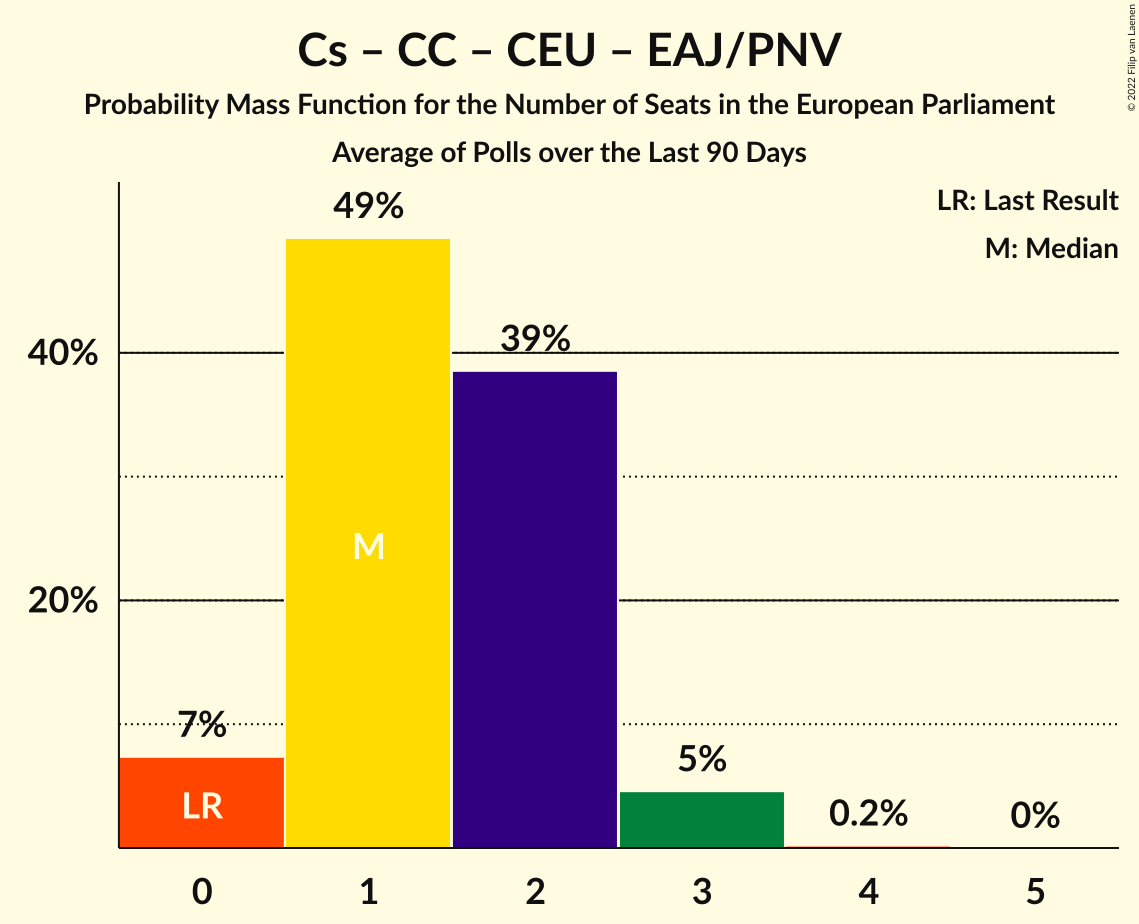 Cs – CC – CEU – EAJ/PNV
Probability Mass Function for the Number of Seats in the European Parliament
Average of Polls over the Last 90 Days
© 2022 Filip van Laenen
LR: Last Result
M: Median
49%
39%
40%
M
20%
7%
5%
LR
0.2%
0%
0 1 2 3 4 5